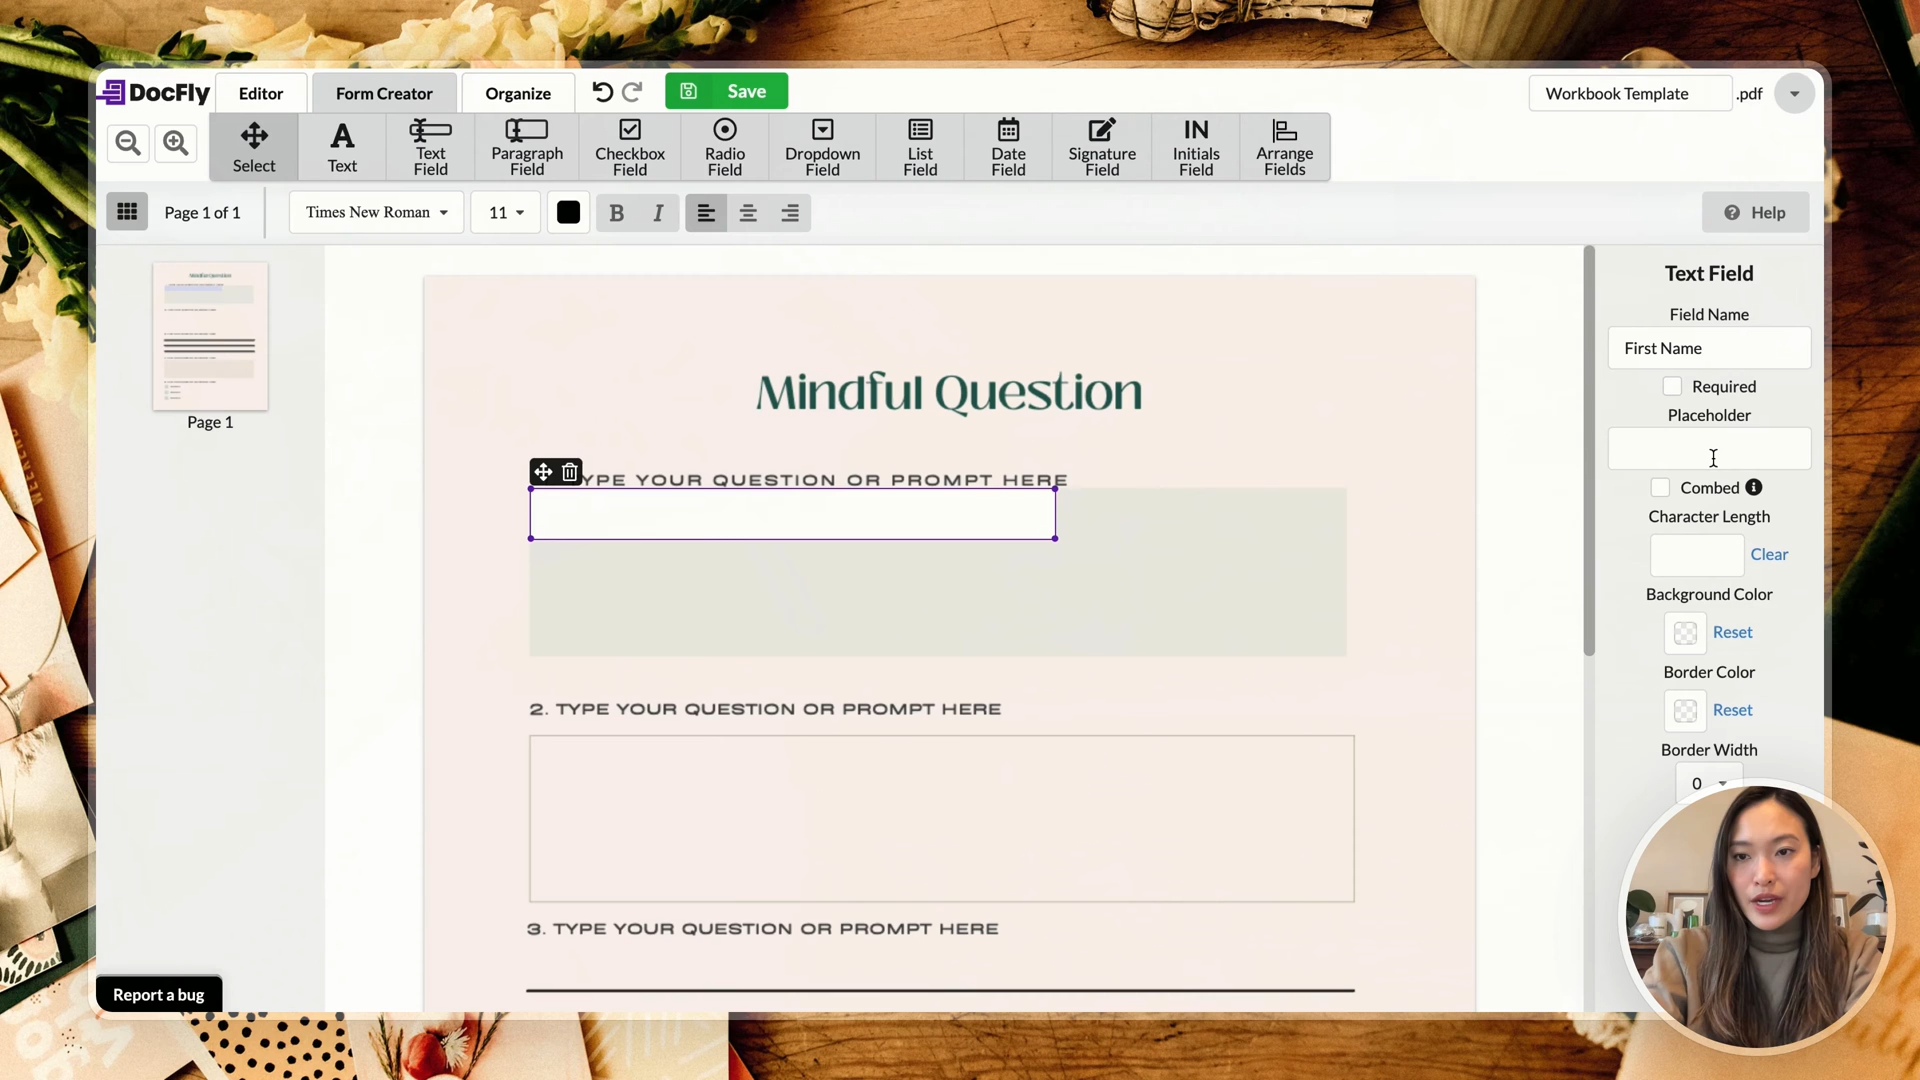 DocFly
Editor
Form Creator
Organize
Save
Workbook Template
.pdf
Select
A
Text
Text
Field
Paragraph
Field
Checkbox
Field
Radio
Field
Dropdown
Field
List
Field
Date
Field
Signature
Field
IN
Initials
Field
Arrange
Fields
Page 1 of 1
Times New Roman
11
B
I
Help
Mindful Question
Page 1
YPE YOUR QUESTION OR PROMPT HERE
2. TYPE YOUR QUESTION OR PROMPT HERE
3. TYPE YOUR QUESTION OR PROMPT HERE
Text Field
Field Name
First Name
Required
Placeholder
Combed
Character Length
Clear
Background Color
Reset
Border Color
Reset
Border Width
0
Report a bug